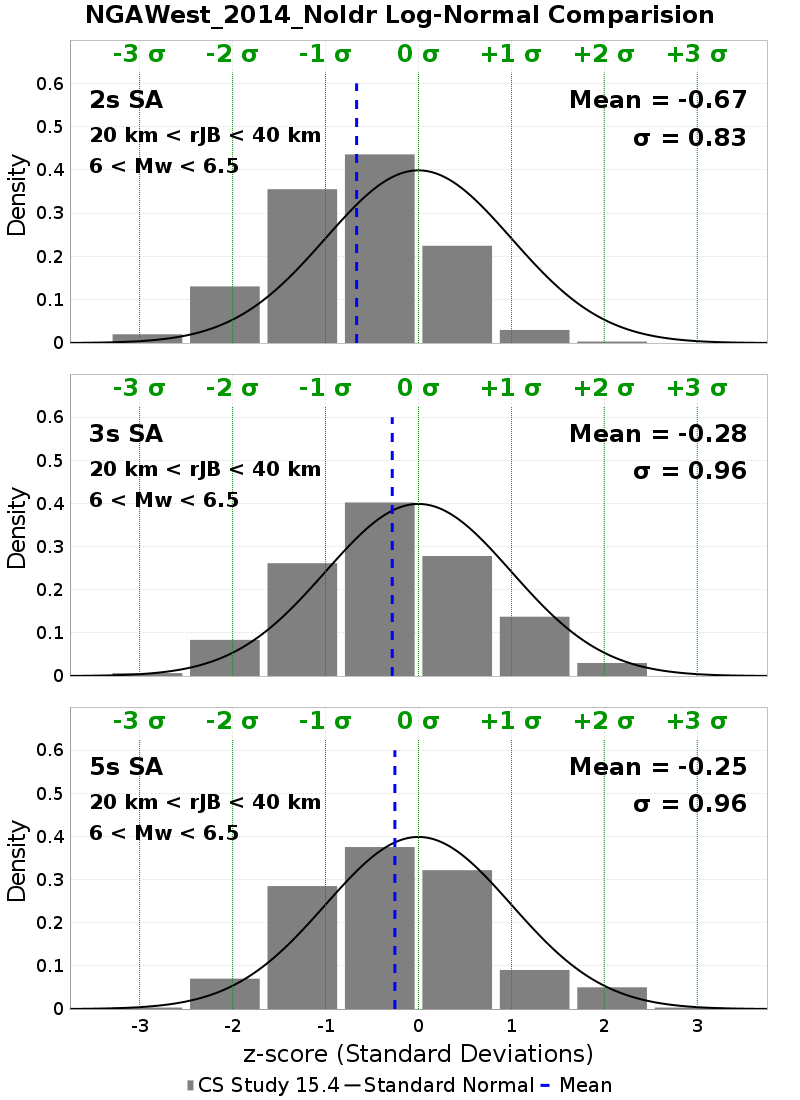 NGAWest_2014_NoIdr Log-Normal Comparision
-3 σ -2 σ -1 σ 0 σ +1 σ +2 σ +3 σ
2s SA
Mean = -0.67
20 km < rJB < 40 km
σ = 0.83
6 < Mw < 6.5
0.6
0.5
0.4
0.3
0.2
0.1
0
Density
-3 σ -2 σ -1 σ 0 σ +1 σ +2 σ +3 σ
3s SA
Mean = -0.28
20 km < rJB < 40 km
σ = 0.96
6 < Mw < 6.5
0.6
0.5
0.4
0.3
0.2
0.1
0
Density
-3 σ -2 σ -1 σ 0 σ +1 σ +2 σ +3 σ
5s SA
Mean = -0.25
20 km < rJB < 40 km
σ = 0.96
6 < Mw < 6.5
0.6
0.5
0.4
0.3
0.2
0.1
0
Density
-3 -2 -1 0 1 2 3
z-score (Standard Deviations)
CS Study 15.4 Standard Normal Mean